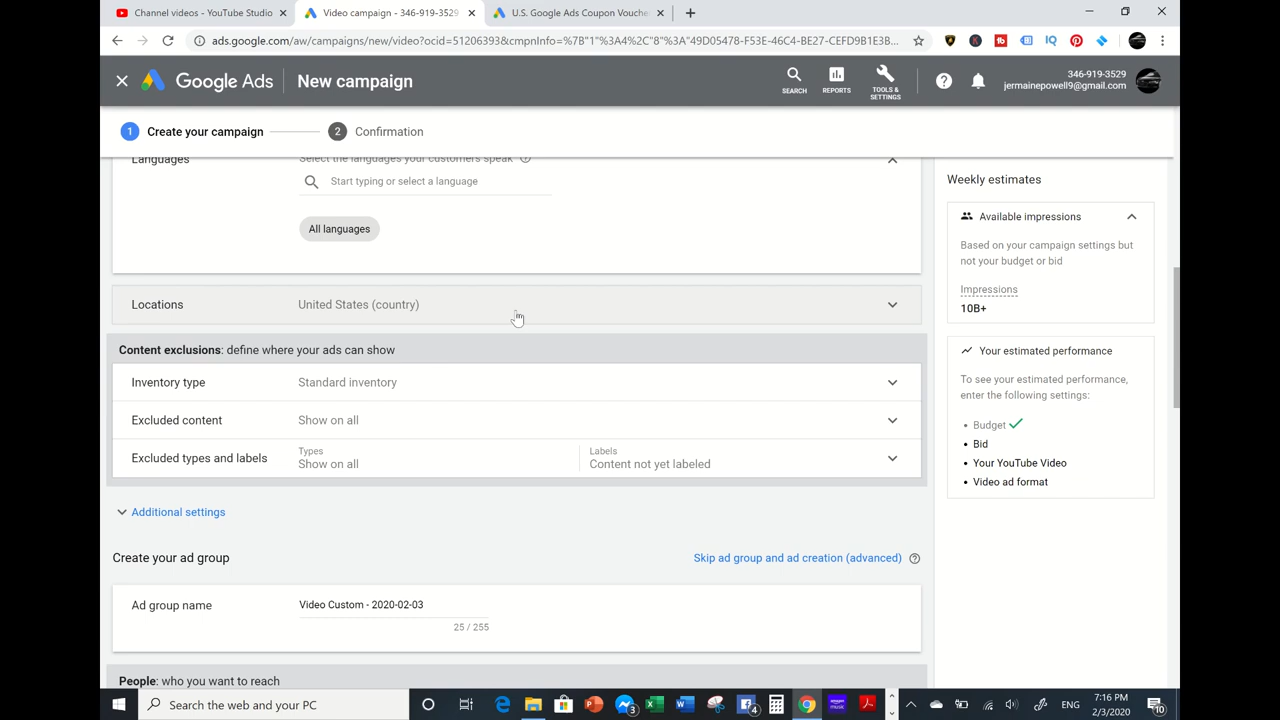 Channel videos - YouTube Studio
Video campaign - 346-919-3529
U.S. Google Ads Coupon Vouche
ads.google.com/aw/campaigns/new/video?ocid=51206393&cmpnInfo=%7B"1"%3A4%2C"8"%3A"49D05478-F53E-46C4-BE27-CEFD9B1E3B...
Google Ads
New campaign
SEARCH
REPORTS
TOOLS &
SETTINGS
346-919-3529
jermainepowell9@gmail.com
1 Create your campaign
2 Confirmation
Languages
Select the languages your customers speak
Start typing or select a language
All languages
Locations
United States (country)
Content exclusions: define where your ads can show
Inventory type
Standard inventory
Excluded content
Show on all
Excluded types and labels
Types
Show on all
Labels
Content not yet labeled
Additional settings
Create your ad group
Skip ad group and ad creation (advanced)
Ad group name
Video Custom - 2020-02-03
25 / 255
People: who you want to reach
Weekly estimates
Available impressions
Based on your campaign settings but
not your budget or bid
Impressions
10B+
Your estimated performance
To see your estimated performance,
enter the following settings:
• Budget
• Bid
• Your YouTube Video
• Video ad format
Search the web and your PC
3
4
amazon
music
ENG
7:16 PM
2/3/2020
10